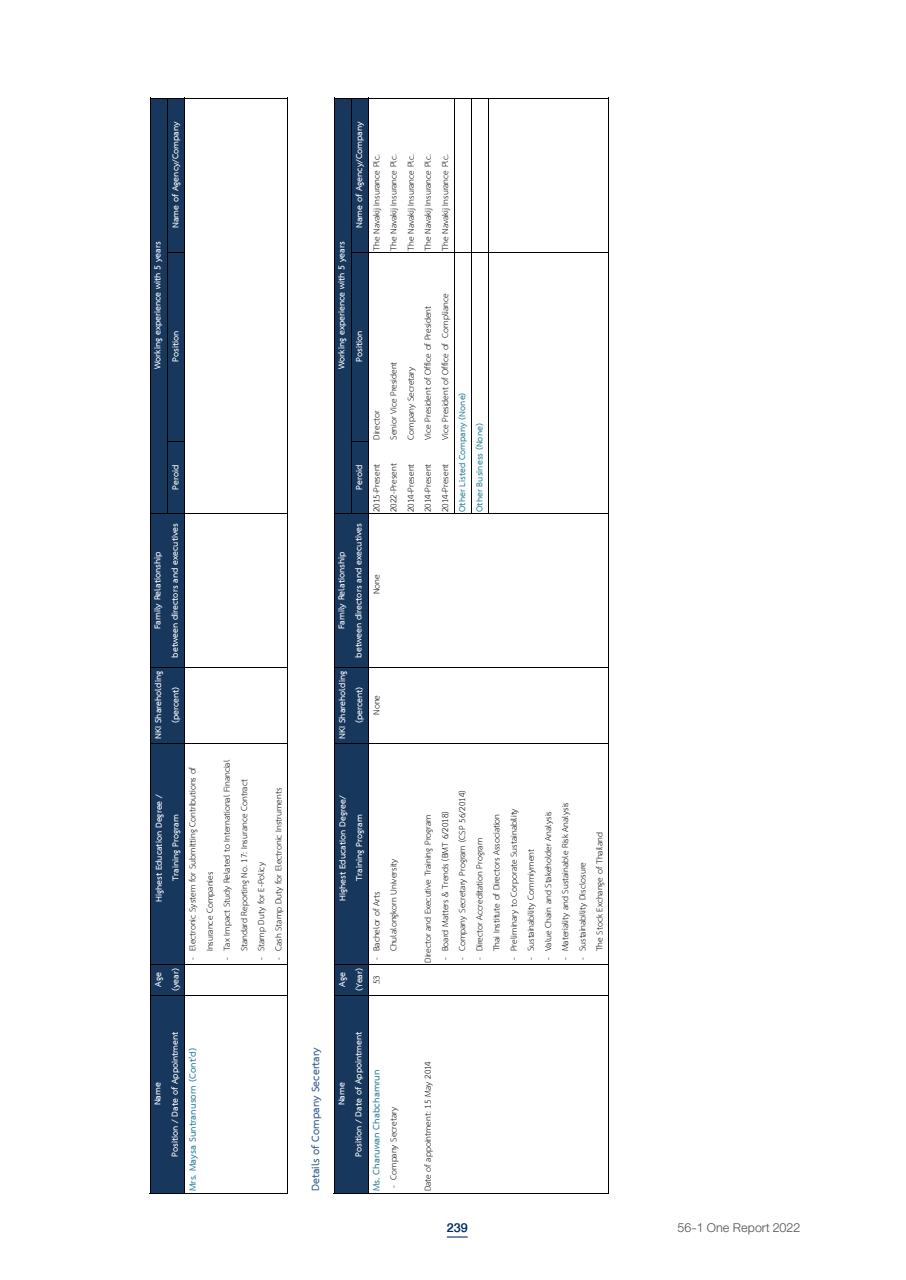 Name
Position / Date of Appointment
Age
(year)
Highest Education Degree /
Training Program
NKI Shareholding
(percent)
Family Relationship
between directors and executives
Working experience with 5 years
Peroid
Position
Name of Agency/Company
Mrs. Maysa Suntranusorn (Cont'd)
- Electronic System for Submitting Contributions of
Insurance Companies
- Tax Impact Study Related to International Financial
Standard Reporting No. 17: Insurance Contract
- Stamp Duty for E-Policy
- Cash Stamp Duty for Electronic Instruments
Details of Company Secertary
Name
Position / Date of Appointment
Age
(Year)
Highest Education Degree/
Training Program
NKI Shareholding
(percent)
Family Relationship
between directors and executives
Working experience with 5 years
Peroid
Position
Name of Agency/Company
Ms. Charuwan Chabchamrun
- Company Secretary
Date of appointment: 15 May 2014
53
- Bachelor of Arts
Chulalongkorn University
Director and Executive Training Program
- Board Matters & Trends (BMT 6/2018)
- Company Secretary Program (CSP 56/2014)
- Director Accreditation Program
Thai Institute of Directors Association
- Preliminary to Corporate Sustainability
- Sustainability Commiyment
- Value Chain and Stakeholder Analysis
- Materiality and Sustainable Risk Analysis
- Sustainability Disclosure
The Stock Exchange of Thailand
None
None
2015-Present Director The Navakij Insurance Plc.
2022-Present Senior Vice President The Navakij Insurance Plc.
2014-Present Company Secretary The Navakij Insurance Plc.
2014-Present Vice President of Office of President The Navakij Insurance Plc.
2014-Present Vice President of Office of Compliance The Navakij Insurance Plc.
Other Listed Company (None)
Other Business (None)
239
56-1 One Report 2022